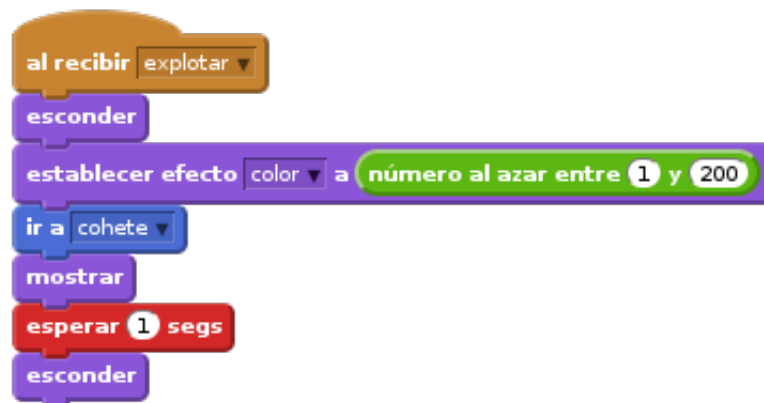 al recibir explotar
esconder
establecer efecto color a número al azar entre 1 y 200
ir a cohete
mostrar
esperar 1 segs
esconder